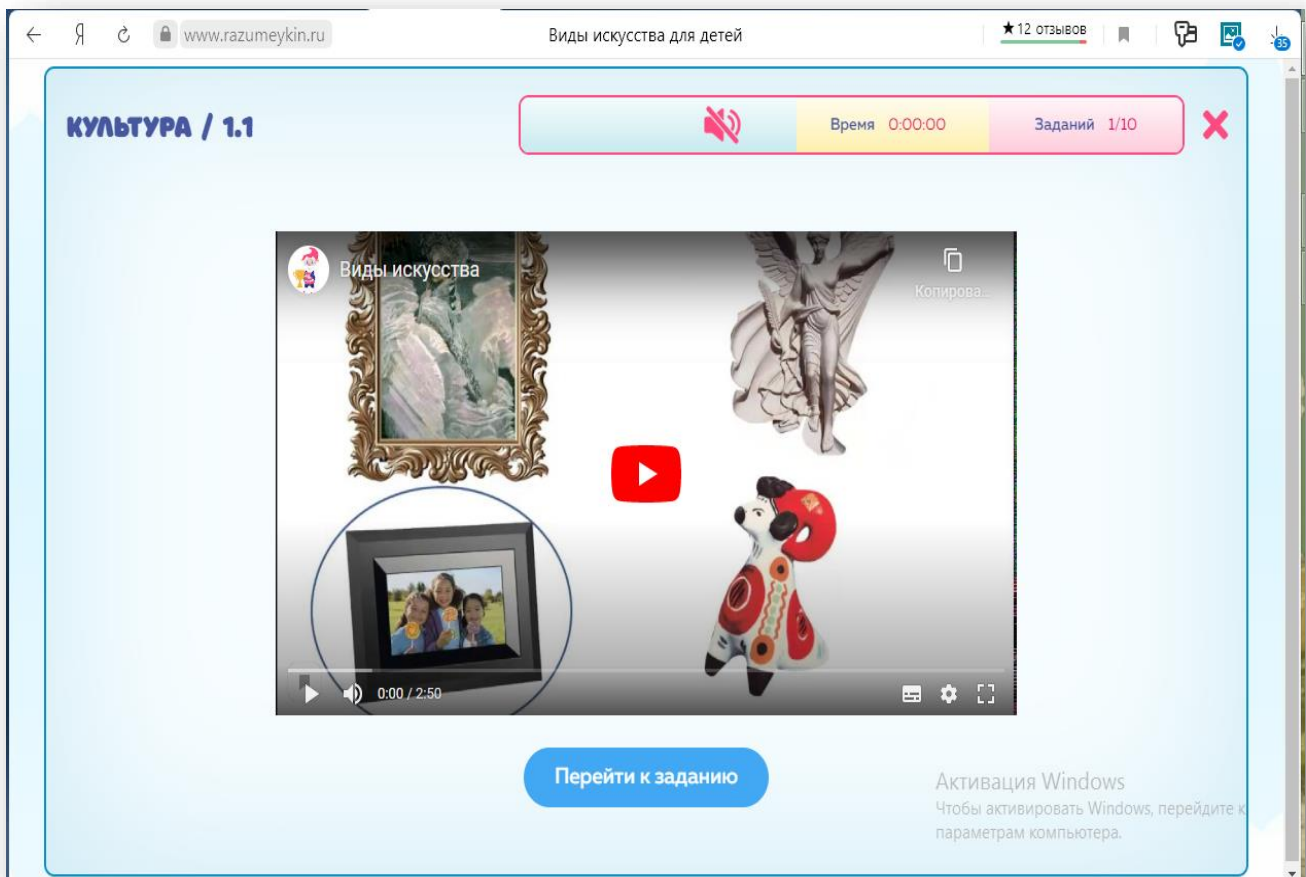 www.razumeykin.ru
Виды искусства для детей
★12 отзывов
35
КУЛЬТУРА / 1.1
Время 0:00:00
Заданий 1/10
Виды искусства
Копирова...
0:00 / 2:50
Перейти к заданию
Активация Windows
Чтобы активировать Windows, перейдите к
параметрам компьютера.